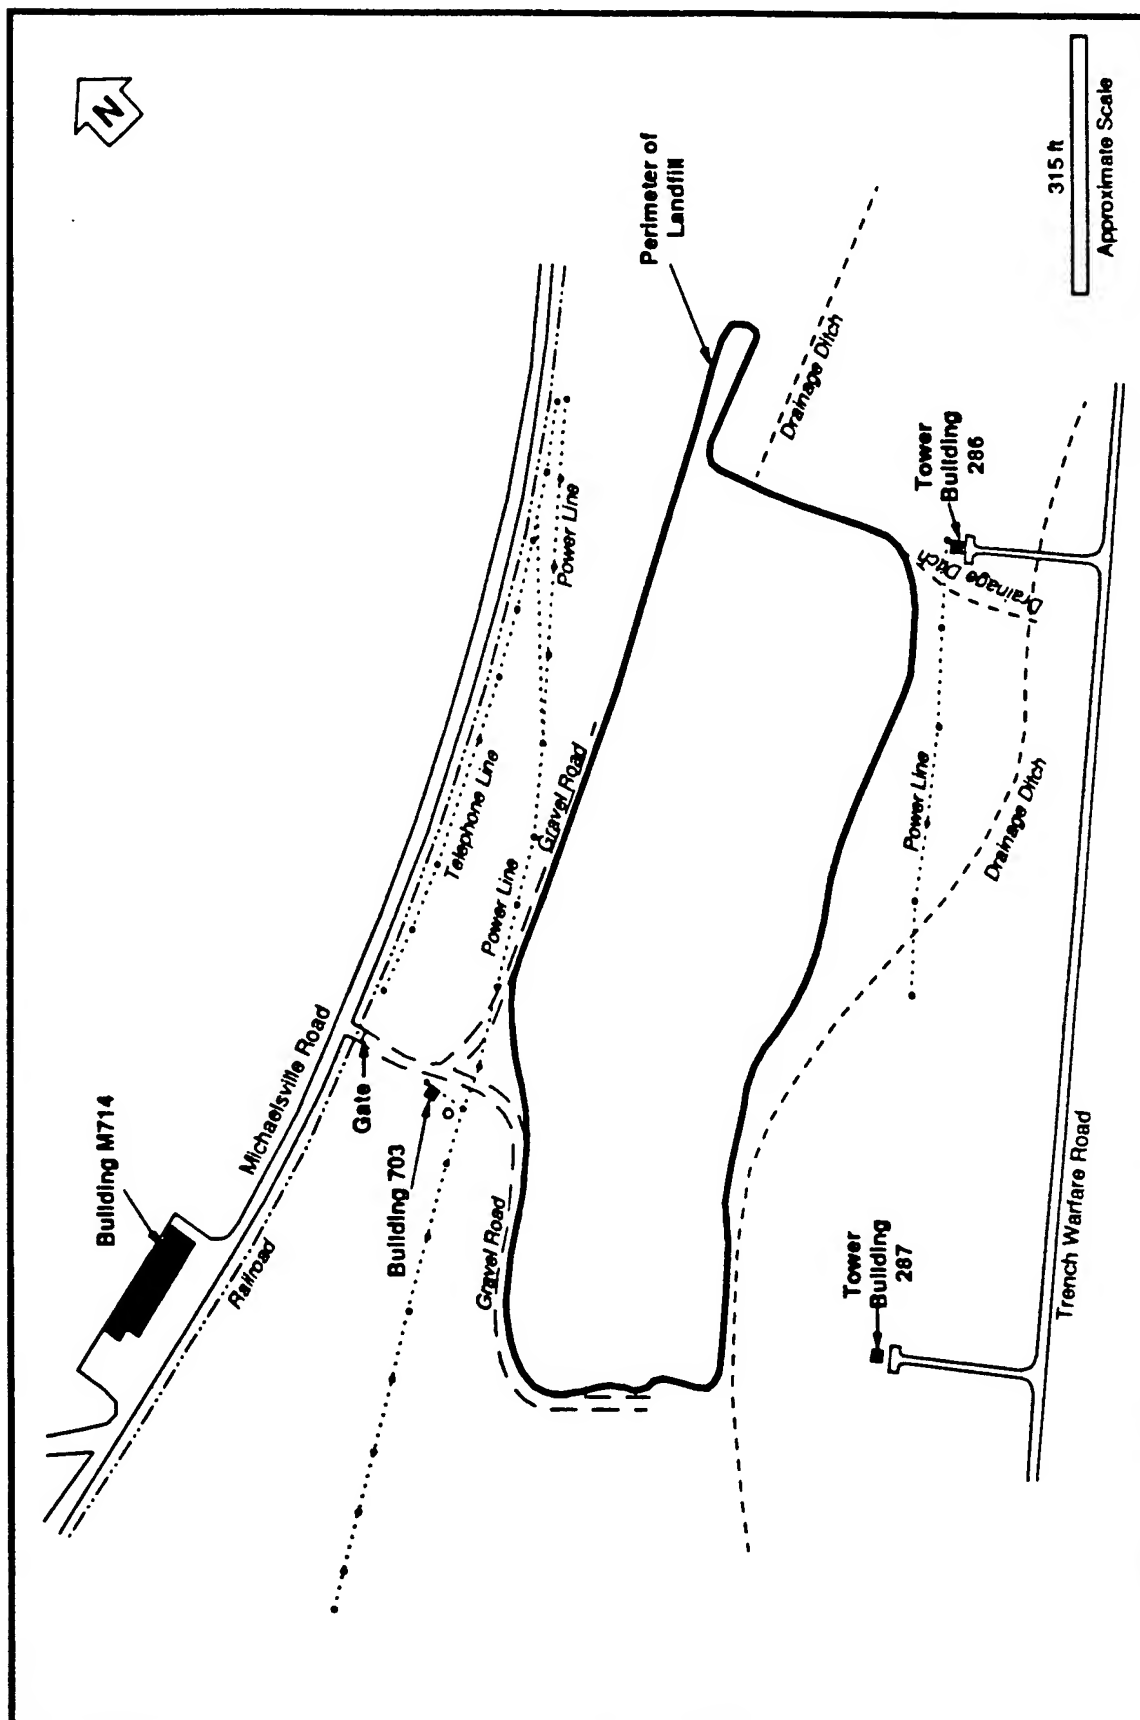 N
Building M714
Michaelsville Road
Railroad
Gate
Building 703
Gravel Road
Telephone Line
Power Line
Gravel Road
Power Line
Perimeter of
Landfill
Drainage Ditch
Tower
Building
286
Drainage Ditch
Power Line
Drainage Ditch
Tower
Building
287
Trench Warfare Road
315 ft
Approximate Scale